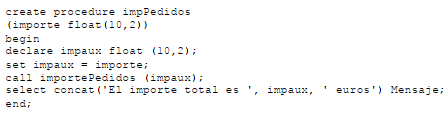 create procedure impPedidos
(importe float(10,2))
begin
declare impaux float (10,2);
set impaux = importe;
call importePedidos (impaux);
select concat('El importe total es ', impaux, ' euros') Mensaje;
end;